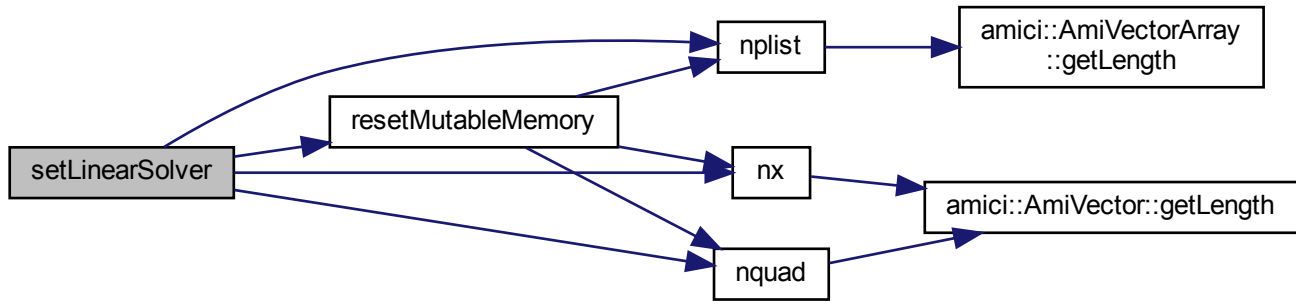 setLinearSolver
resetMutableMemory
nplist
nx
nquad
amici::AmiVectorArray
::getLength
amici::AmiVector::getLength